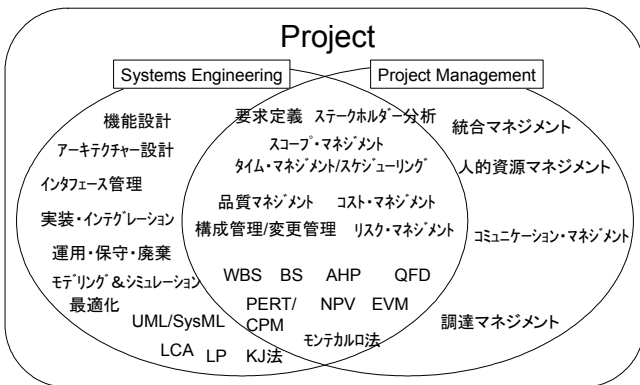 Project
Systems Engineering
Project Management
機能設計
アーキテクチャー設計
インタフェース管理
実装・インテグレーション
運用・保守・廃棄
モデリング&シミュレーション
最適化
UML/SysML
LCA LP KJ法
要求定義 ステークホルダー分析
スコープ・マネジメント
タイム・マネジメント/スケジューリング
品質マネジメント コスト・マネジメント
構成管理/変更管理 リスク・マネジメント
WBS BS AHP QFD
PERT/ NPV EVM
CPM
モンテカルロ法
統合マネジメント
人的資源マネジメント
コミュニケーション・マネジメント
調達マネジメント